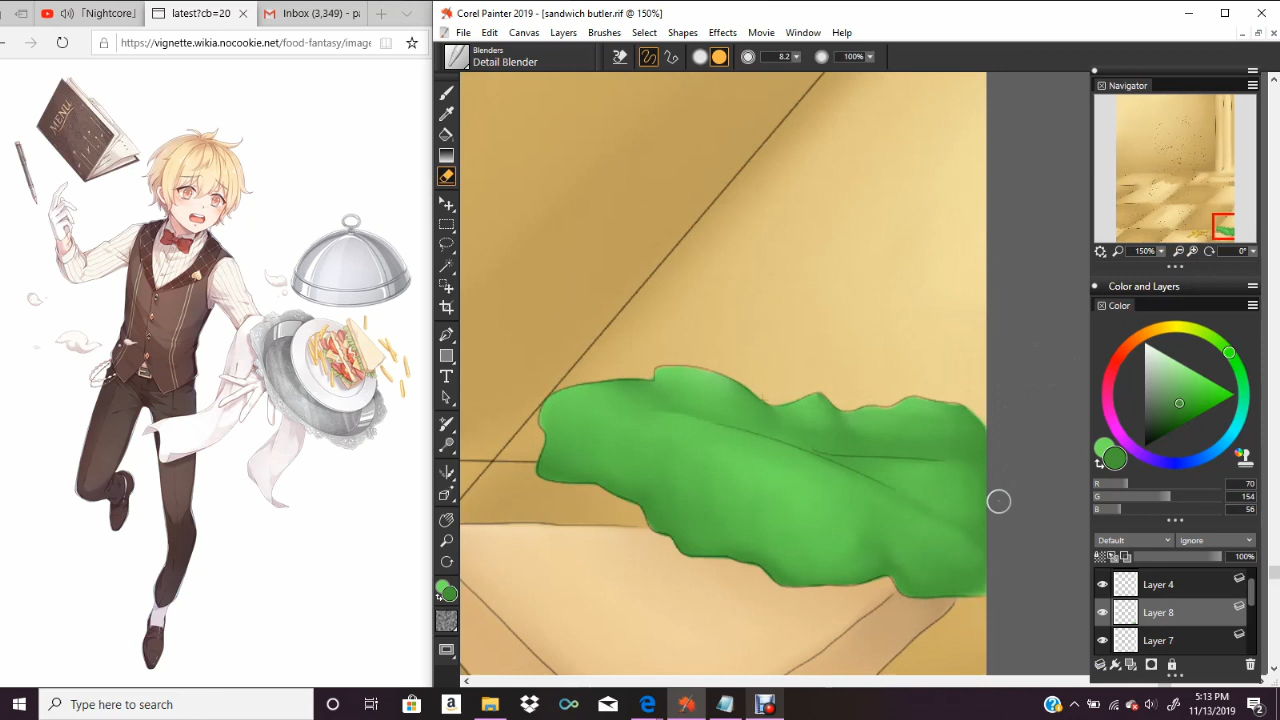 「Nightcore」
latest?cb=20
Inbox (3,349) - pa
https://vignette.wikia.nocookie.net/food-fantasy/image
MENU
Corel Painter 2019 - [sandwich butler.rif @ 150%]
File Edit Canvas Layers Brushes Select Shapes Effects Movie Window Help
Blenders
Detail Blender
8.2
100%
Navigator
150%
0°
Color and Layers
Color
R 70
G 154
B 56
Default Ignore
100%
Layer 4
Layer 8
Layer 7
Type here to search
5:13 PM
11/13/2019
2